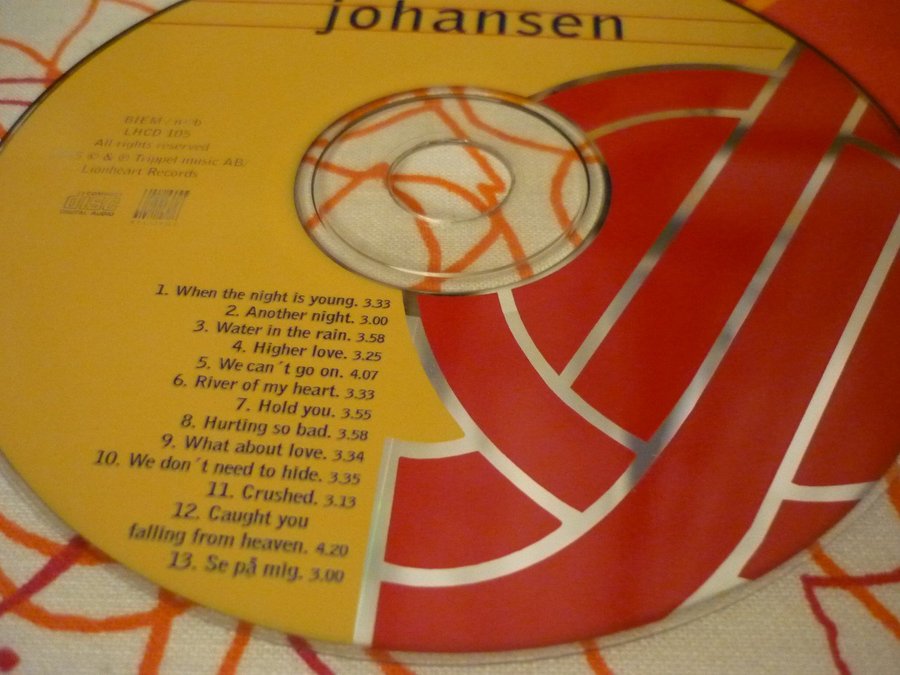 johansen
BIEM / n©b
LHCD 105
All rights reserved
© & ℗ Trippel music AB,
Lionheart Records
COMPACT
disc
DIGITAL AUDIO
1. When the night is young. 3.33
2. Another night. 3.00
3. Water in the rain. 3.58
4. Higher love. 3.25
5. We can´t go on. 4.07
6. River of my heart. 3.33
7. Hold you. 3.55
8. Hurting so bad. 3.58
9. What about love. 3.34
10. We don´t need to hide. 3.35
11. Crushed. 3.13
12. Caught you
falling from heaven. 4.20
13. Se på mig. 3.00